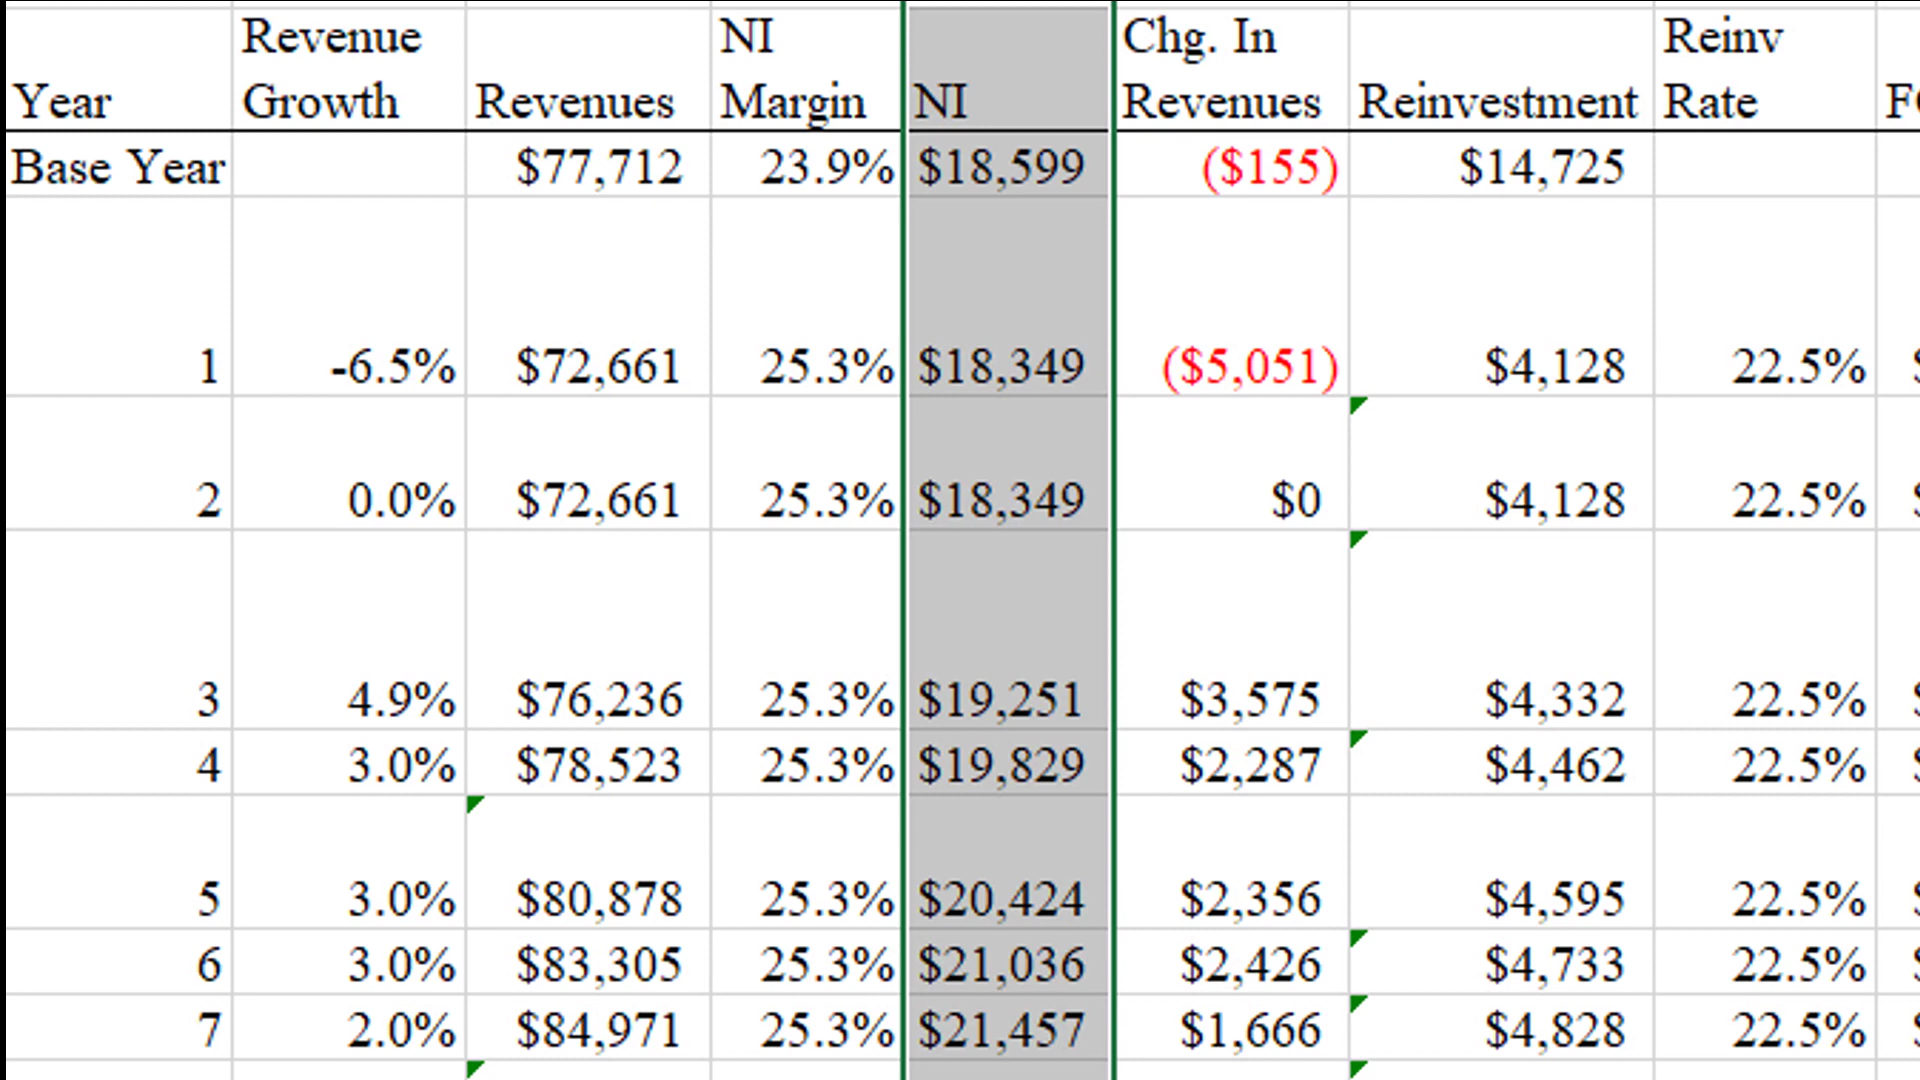 Year Revenue Growth Revenues NI Margin NI Chg. In Revenues Reinvestment Reinv Rate
Base Year $77,712 23.9% $18,599 ($155) $14,725
1 -6.5% $72,661 25.3% $18,349 ($5,051) $4,128 22.5%
2 0.0% $72,661 25.3% $18,349 $0 $4,128 22.5%
3 4.9% $76,236 25.3% $19,251 $3,575 $4,332 22.5%
4 3.0% $78,523 25.3% $19,829 $2,287 $4,462 22.5%
5 3.0% $80,878 25.3% $20,424 $2,356 $4,595 22.5%
6 3.0% $83,305 25.3% $21,036 $2,426 $4,733 22.5%
7 2.0% $84,971 25.3% $21,457 $1,666 $4,828 22.5%